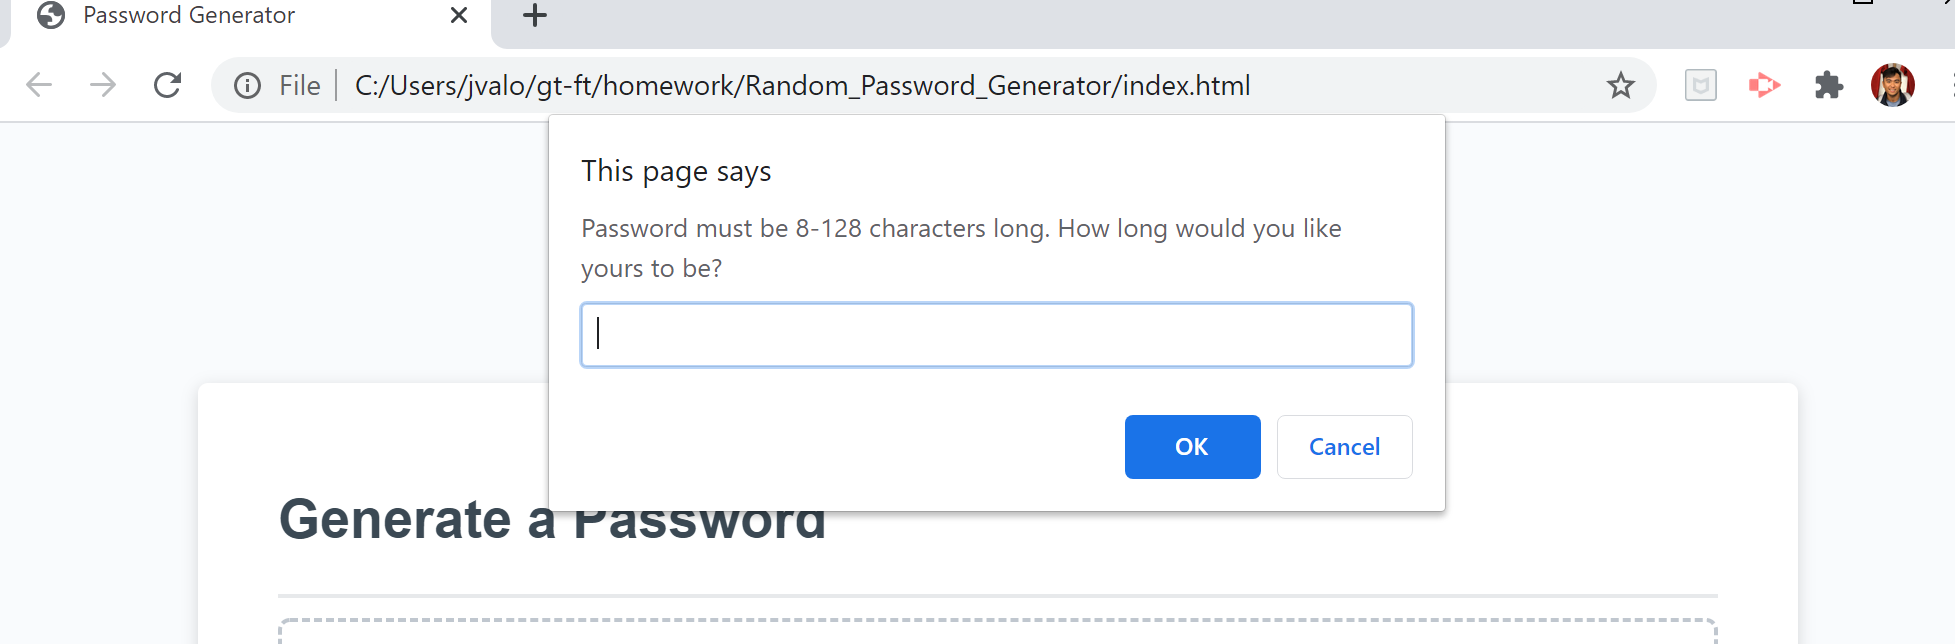 Password Generator
File C:/Users/jvalo/gt-ft/homework/Random_Password_Generator/index.html
This page says
Password must be 8-128 characters long. How long would you like
yours to be?
OK Cancel
Generate a Password